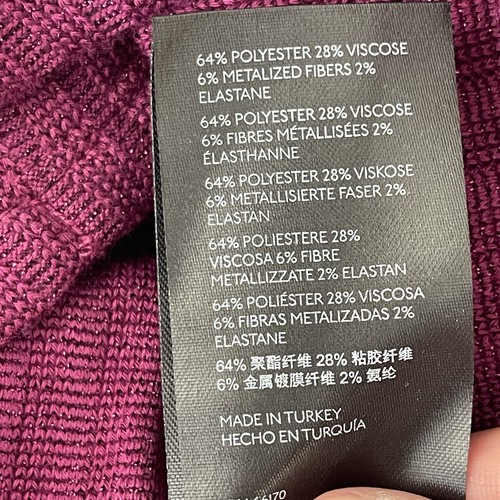 64% POLYESTER 28% VISCOSE
6% METALIZED FIBERS 2%
ELASTANE
64% POLYESTER 28% VISCOSE
6% FIBRES MÉTALLISÉES 2%
ÉLASTHANNE
64% POLYESTER 28% VISKOSE
6% METALLISIERTE FASER 2%
ELASTAN
64% POLIESTERE 28%
VISCOSA 6% FIBRE
METALLIZZATE 2% ELASTAN
64% POLIÉSTER 28% VISCOSA
6% FIBRAS METALIZADAS 2%
ELASTANE
64% 聚酯纤维 28% 粘胶纤维
6% 金属镀膜纤维 2% 氨纶
MADE IN TURKEY
HECHO EN TURQUÍA